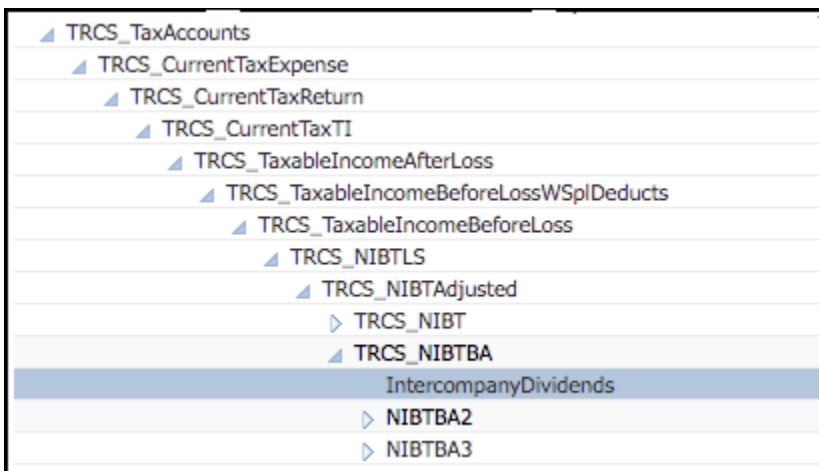 TRCS_TaxAccounts
TRCS_CurrentTaxExpense
TRCS_CurrentTaxReturn
TRCS_CurrentTaxTI
TRCS_TaxableIncomeAfterLoss
TRCS_TaxableIncomeBeforeLossWSplDeducts
TRCS_TaxableIncomeBeforeLoss
TRCS_NIBTLS
TRCS_NIBTAdjusted
TRCS_NIBT
TRCS_NIBTBA
IntercompanyDividends
NIBTBA2
NIBTBA3